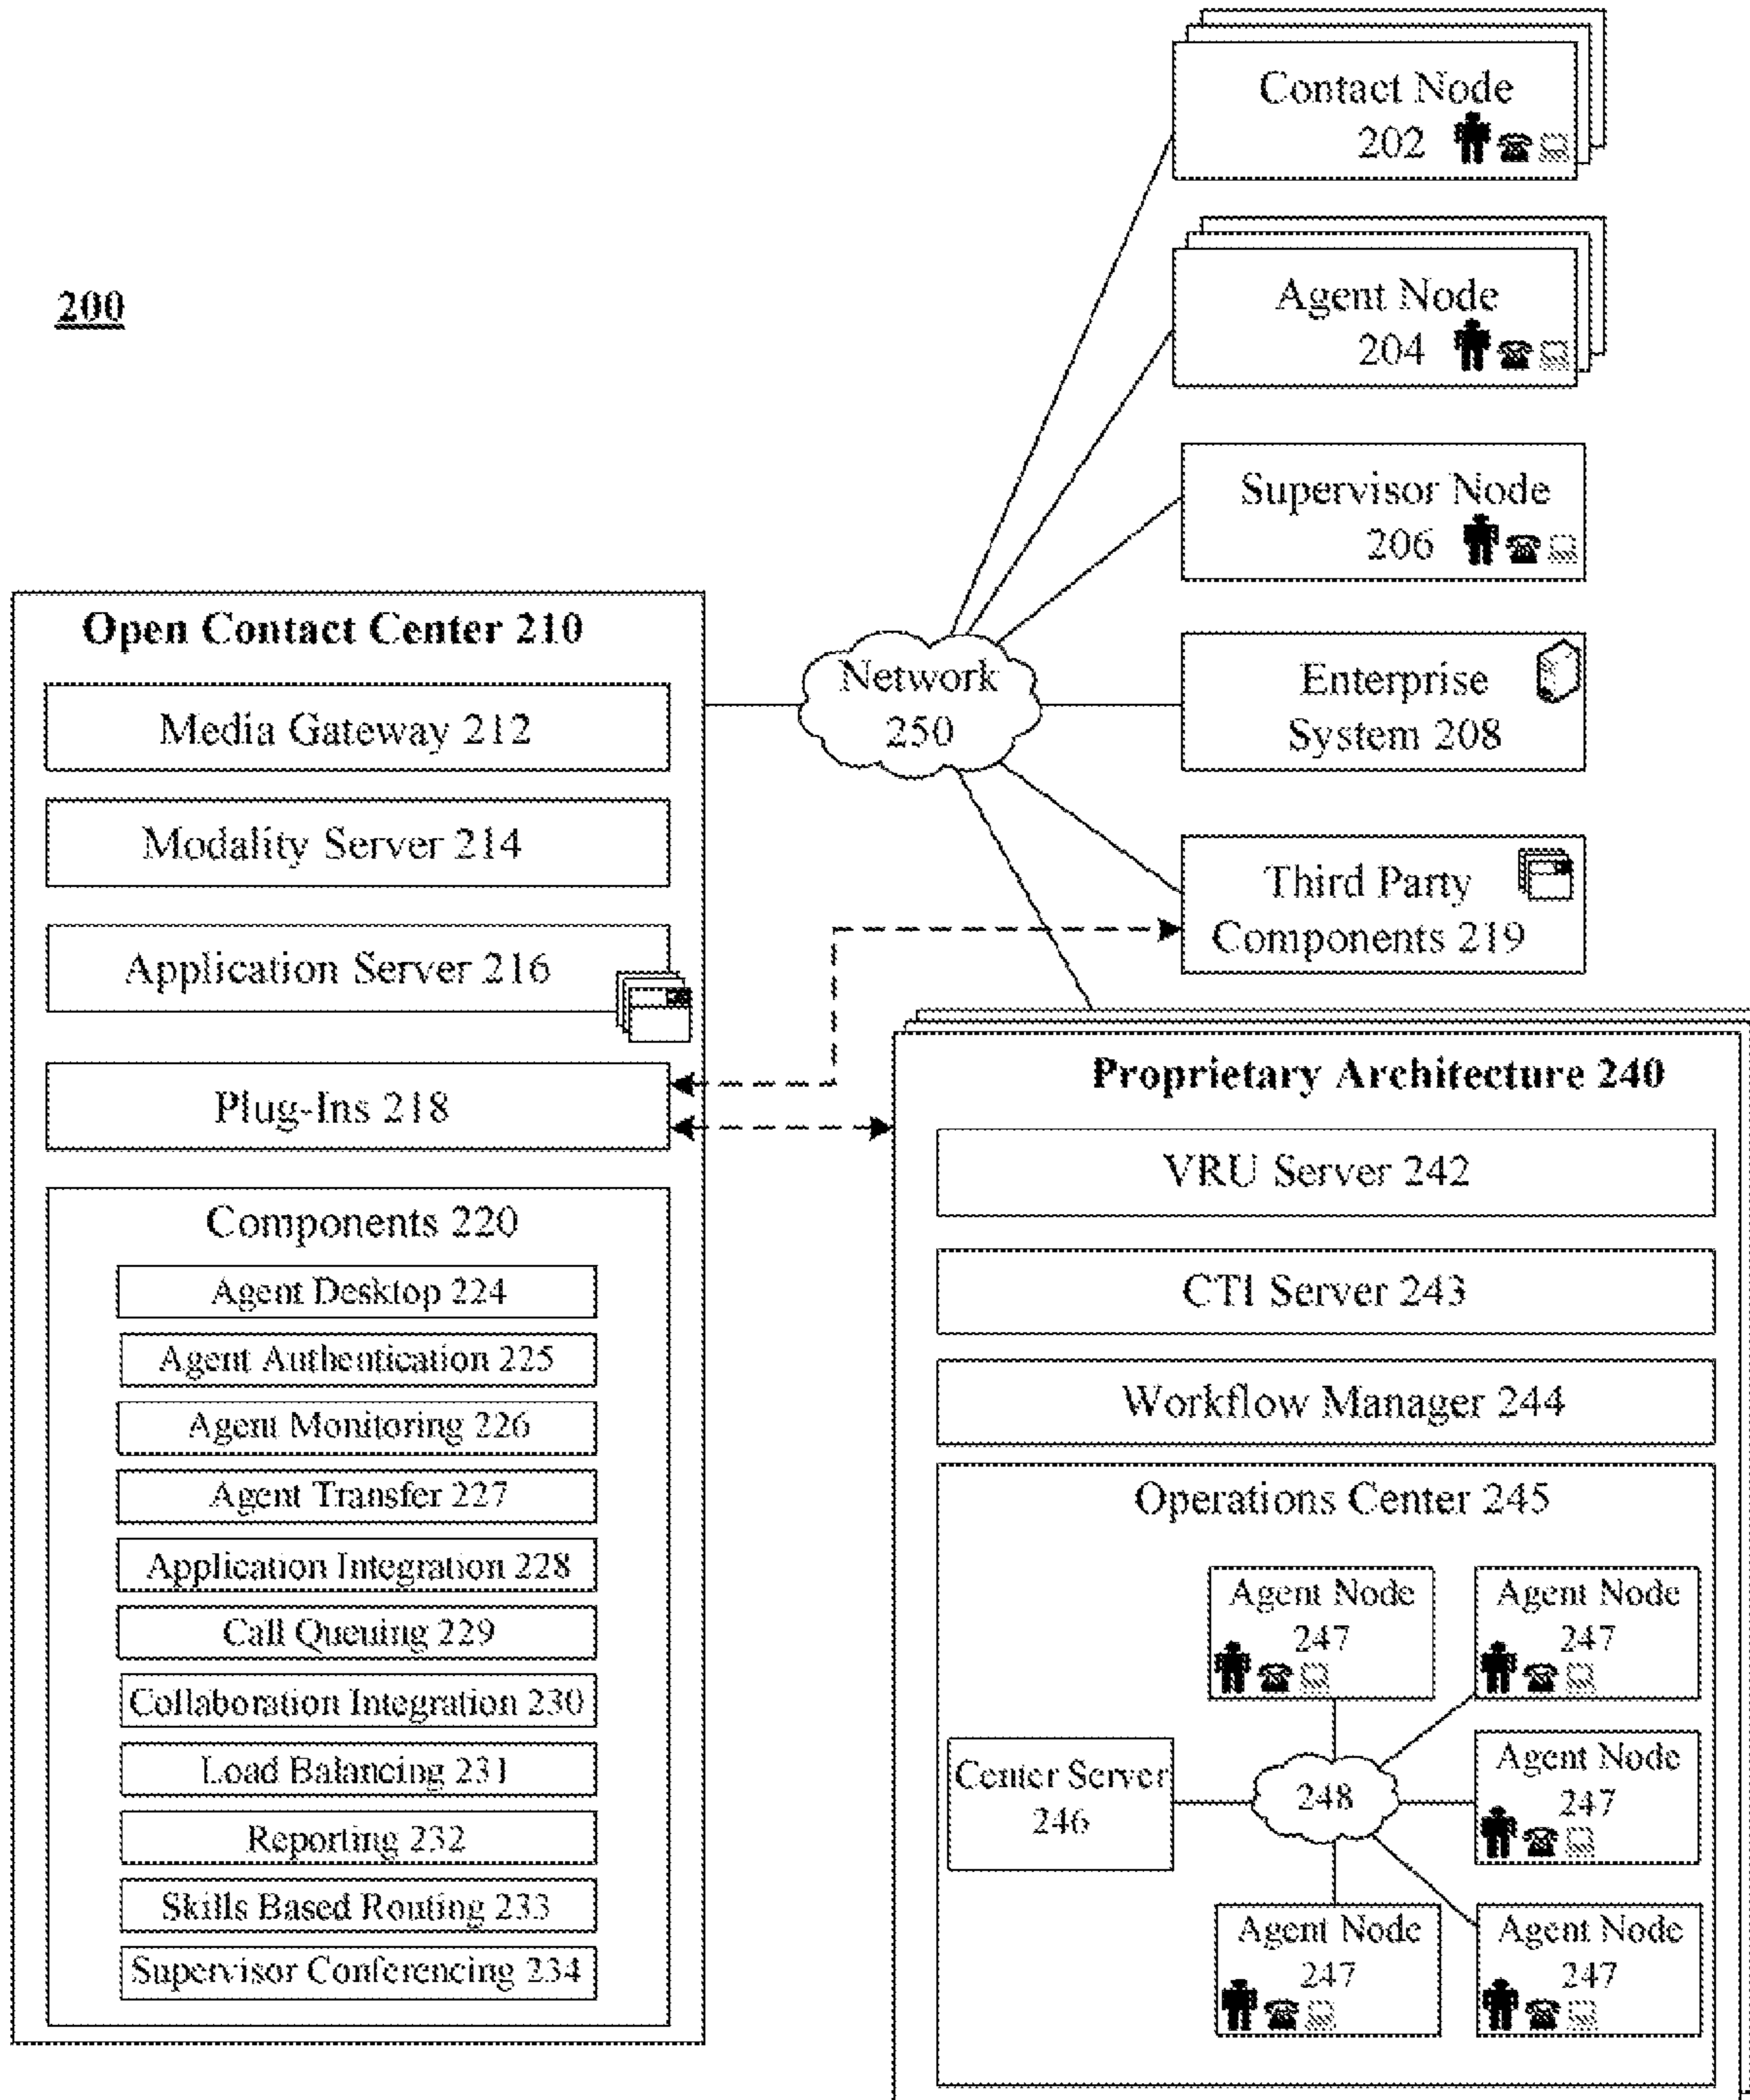 200
Contact Node
202
Agent Node
204
Supervisor Node
206
Enterprise
System 208
Third Party
Components 219
Network
250
Open Contact Center 210
Media Gateway 212
Modality Server 214
Application Server 216
Plug-Ins 218
Components 220
Agent Desktop 224
Agent Authentication 225
Agent Monitoring 226
Agent Transfer 227
Application Integration 228
Call Queuing 229
Collaboration Integration 230
Load Balancing 231
Reporting 232
Skills Based Routing 233
Supervisor Conferencing 234
Proprietary Architecture 240
VRU Server 242
CTI Server 243
Workflow Manager 244
Operations Center 245
Agent Node
247
Agent Node
247
Center Server
246
248
Agent Node
247
Agent Node
247
Agent Node
247